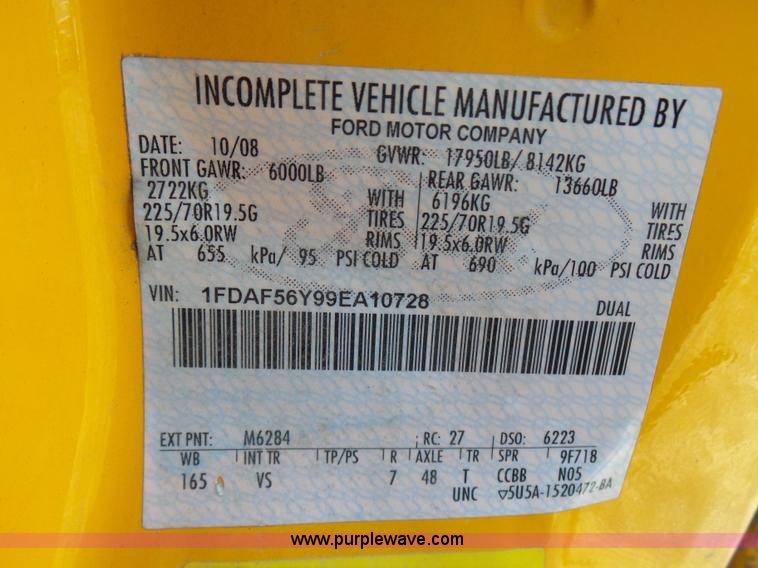 INCOMPLETE VEHICLE MANUFACTURED BY
FORD MOTOR COMPANY
DATE: 10/08 GVWR: 17950LB/ 8142KG
FRONT GAWR: 6000LB REAR GAWR: 13660LB
2722KG WITH 6196KG WITH
225/70R19.5G TIRES 225/70R19.5G TIRES
19.5x6.0RW RIMS 19.5x6.0RW RIMS
AT 655 kPa/ 95 PSI COLD AT 690 kPa/100 PSI COLD
VIN: 1FDAF56Y99EA10728 DUAL
EXT PNT: M6284 RC: 27 DSO: 6223
WB INT TR TP/PS R AXLE TR SPR 9F718
165 VS 7 48 T CCBB N05
UNC ▽5U5A-1520472-BA
www.purplewave.com